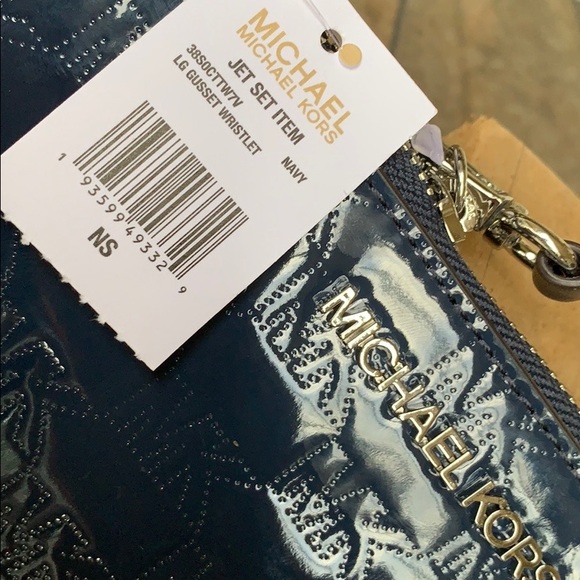 MICHAEL
MICHAEL KORS
JET SET ITEM
38S0CTTW7V
NAVY
LG GUSSET WRISTLET
1 93599 49332 9
NS
MICHAEL KORS